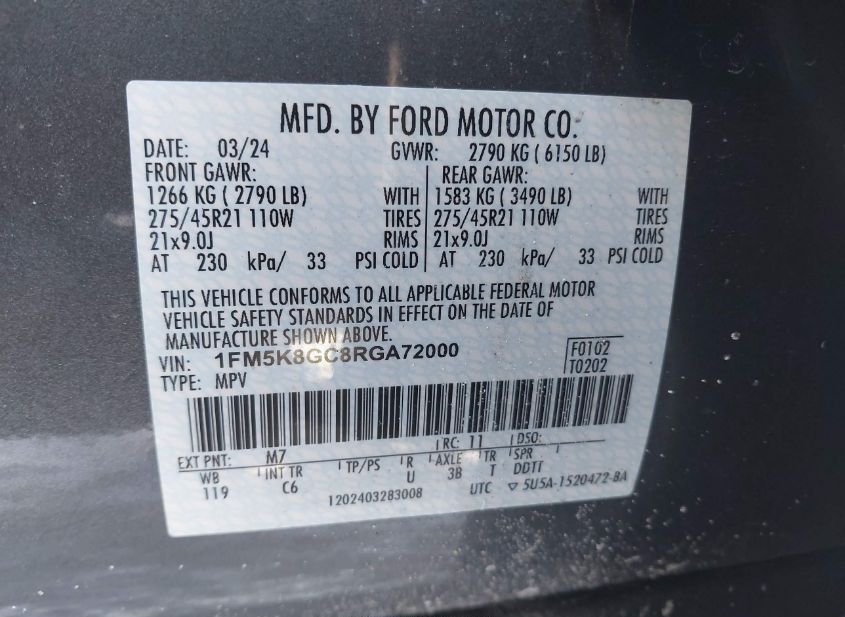 MFD. BY FORD MOTOR CO.
DATE: 03/24 GVWR: 2790 KG ( 6150 LB)
FRONT GAWR: REAR GAWR:
1266 KG ( 2790 LB) WITH 1583 KG ( 3490 LB) WITH
275/45R21 110W TIRES 275/45R21 110W TIRES
21x9.0J RIMS 21x9.0J RIMS
AT 230 kPa/ 33 PSI COLD AT 230 kPa/ 33 PSI COLD
THIS VEHICLE CONFORMS TO ALL APPLICABLE FEDERAL MOTOR
VEHICLE SAFETY STANDARDS IN EFFECT ON THE DATE OF
MANUFACTURE SHOWN ABOVE.
VIN: 1FM5K8GC8RGA72000 F0102
TYPE: MPV T0202
EXT PNT: M7 RC: 11 DSO:
WB INT TR TP/PS R AXLE TR SPR
119 C6 U 3B T DDTT
1202403283008 UTC ▽ 5U5A-1520472-BA